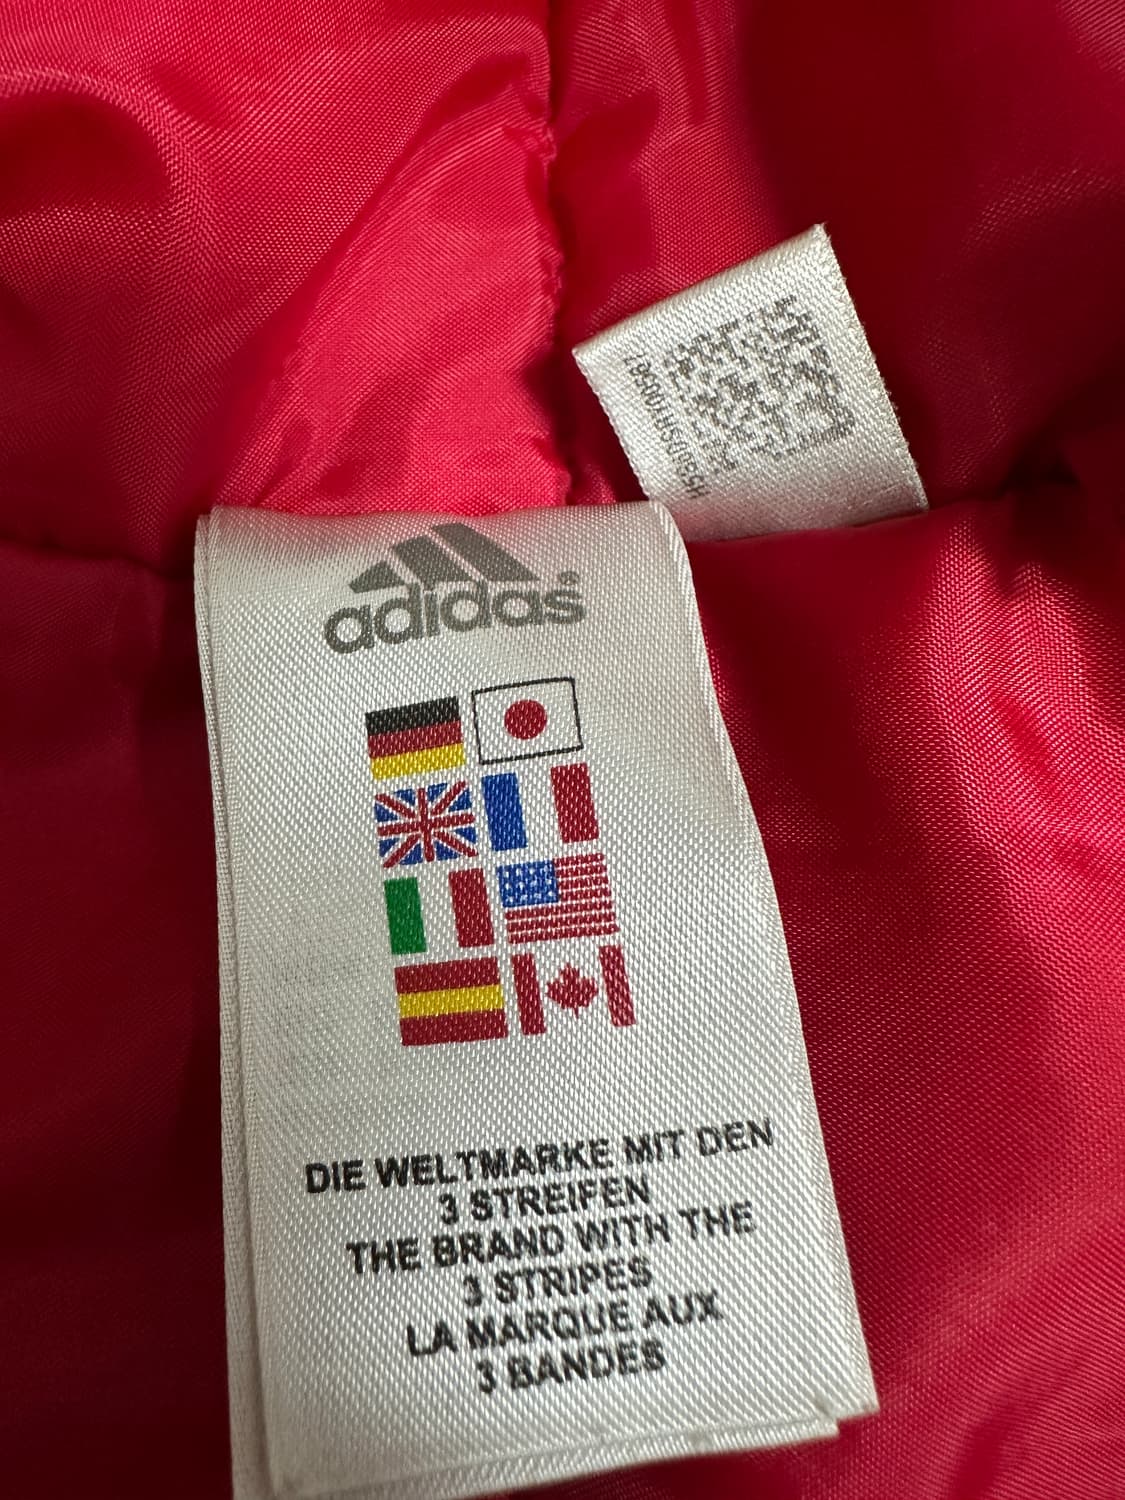 adidas®
DIE WELTMARKE MIT DEN
3 STREIFEN
THE BRAND WITH THE
3 STRIPES
LA MARQUE AUX
3 BANDES